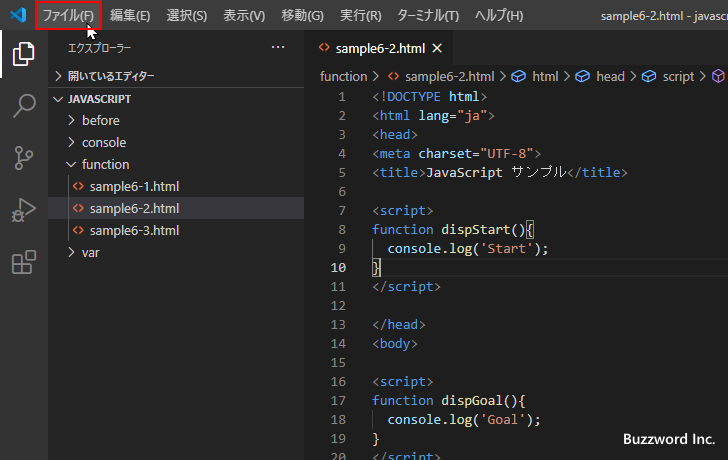 ファイル(F) 編集(E) 選択(S) 表示(V) 移動(G) 実行(R) ターミナル(T) ヘルプ(H) sample6-2.html - javascr
エクスプローラー ···
開いているエディター
JAVASCRIPT
before
console
function
sample6-1.html
sample6-2.html
sample6-3.html
var
sample6-2.html
function > sample6-2.html > html > head > script >
1 <!DOCTYPE html>
2 <html lang="ja">
3 <head>
4 <meta charset="UTF-8">
5 <title>JavaScript サンプル</title>
6
7 <script>
8 function dispStart(){
9 console.log('Start');
10 }
11 </script>
12
13 </head>
14 <body>
15
16 <script>
17 function dispGoal(){
18 console.log('Goal');
19 }
20 </script>
Buzzword Inc.